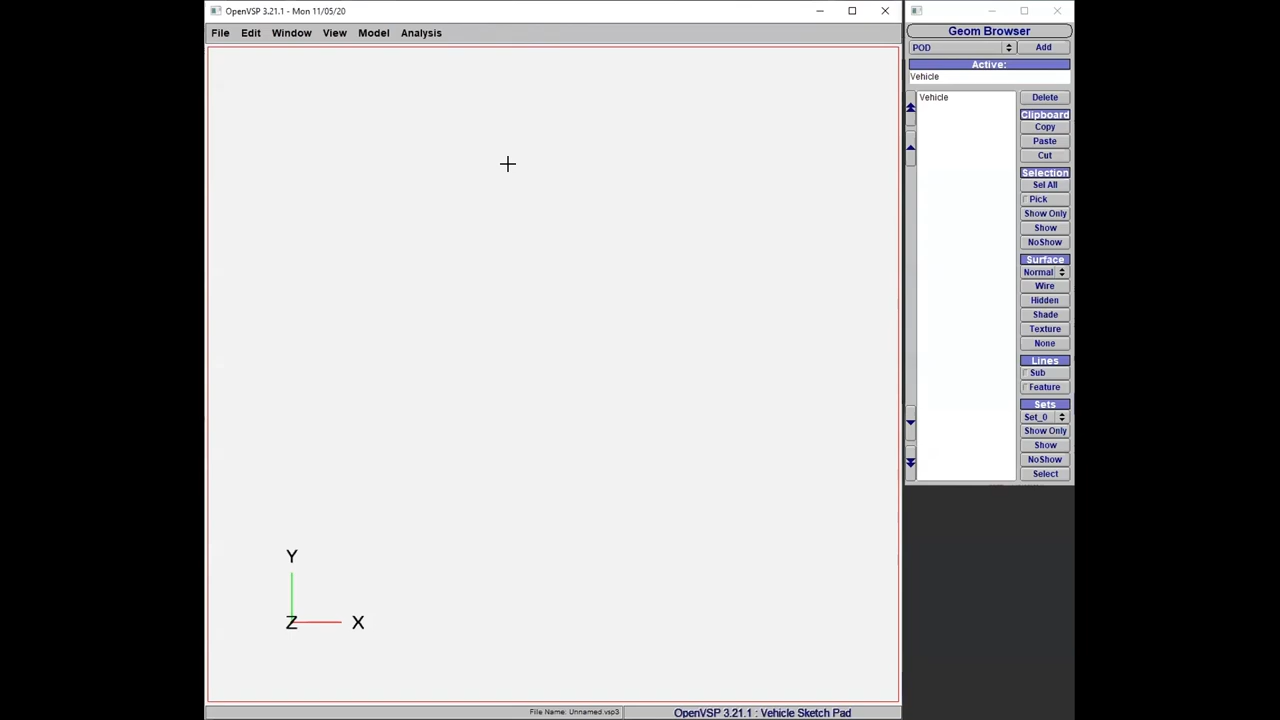 OpenVSP 3.21.1 - Mon 11/05/20
File Edit Window View Model Analysis
Y
Z X
File Name: Unnamed.vsp3
OpenVSP 3.21.1 : Vehicle Sketch Pad
Geom Browser
POD Add
Active:
Vehicle
Vehicle
Delete
Clipboard
Copy
Paste
Cut
Selection
Sel All
Pick
Show Only
Show
NoShow
Surface
Normal
Wire
Hidden
Shade
Texture
None
Lines
Sub
Feature
Sets
Set_0
Show Only
Show
NoShow
Select